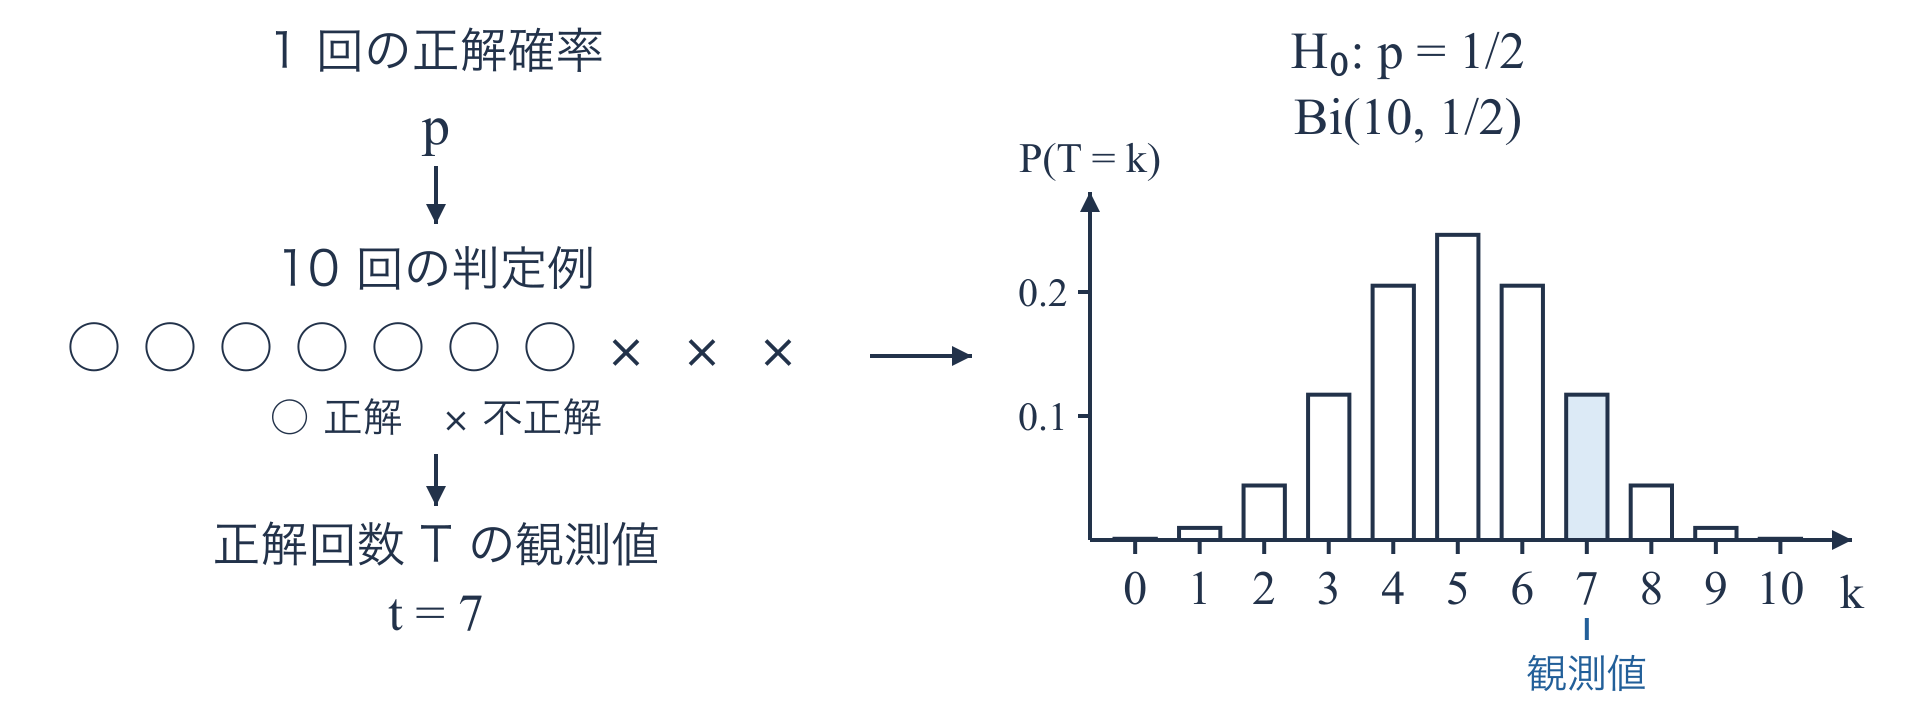 1 回の正解確率
p
10 回の判定例
○ ○ ○ ○ ○ ○ ○ × × ×
○ 正解 × 不正解
正解回数 T の観測値
t = 7
H₀: p = 1/2
Bi(10, 1/2)
P(T = k)
0.2
0.1
0 1 2 3 4 5 6 7 8 9 10 k
観測値